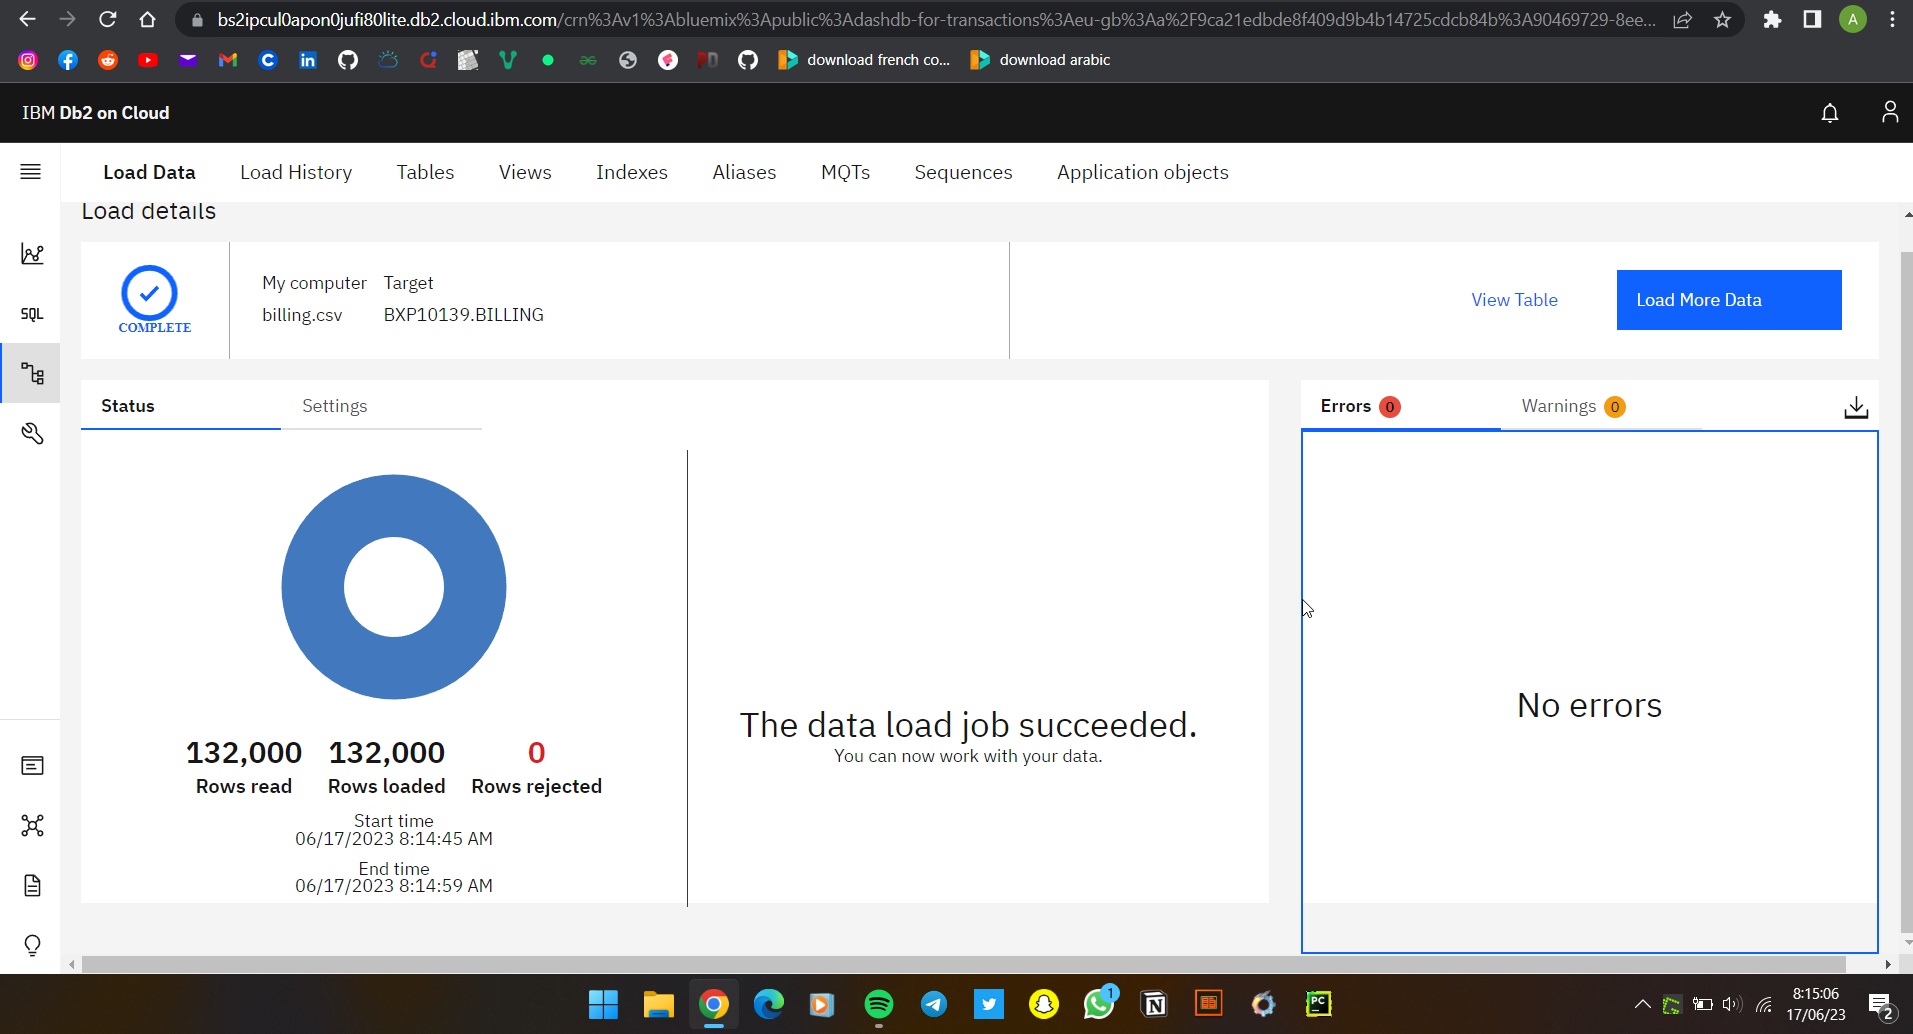 bs2ipcul0apon0jufi80lite.db2.cloud.ibm.com/crn%3Av1%3Abluemix%3Apublic%3Adashdb-for-transactions%3Aeu-gb%3Aa%2F9ca21edbde8f409d9b4b14725cdcb84b%3A90469729-8ee...
A
download french co...
download arabic
IBM Db2 on Cloud
Load Data Load History Tables Views Indexes Aliases MQTs Sequences Application objects
Load details
SQL
COMPLETE
My computer Target
billing.csv BXP10139.BILLING
View Table
Load More Data
Status Settings
Errors 0 Warnings 0
132,000 132,000 0
Rows read Rows loaded Rows rejected
Start time
06/17/2023 8:14:45 AM
End time
06/17/2023 8:14:59 AM
The data load job succeeded.
You can now work with your data.
No errors
1
PC
8:15:06
17/06/23
2